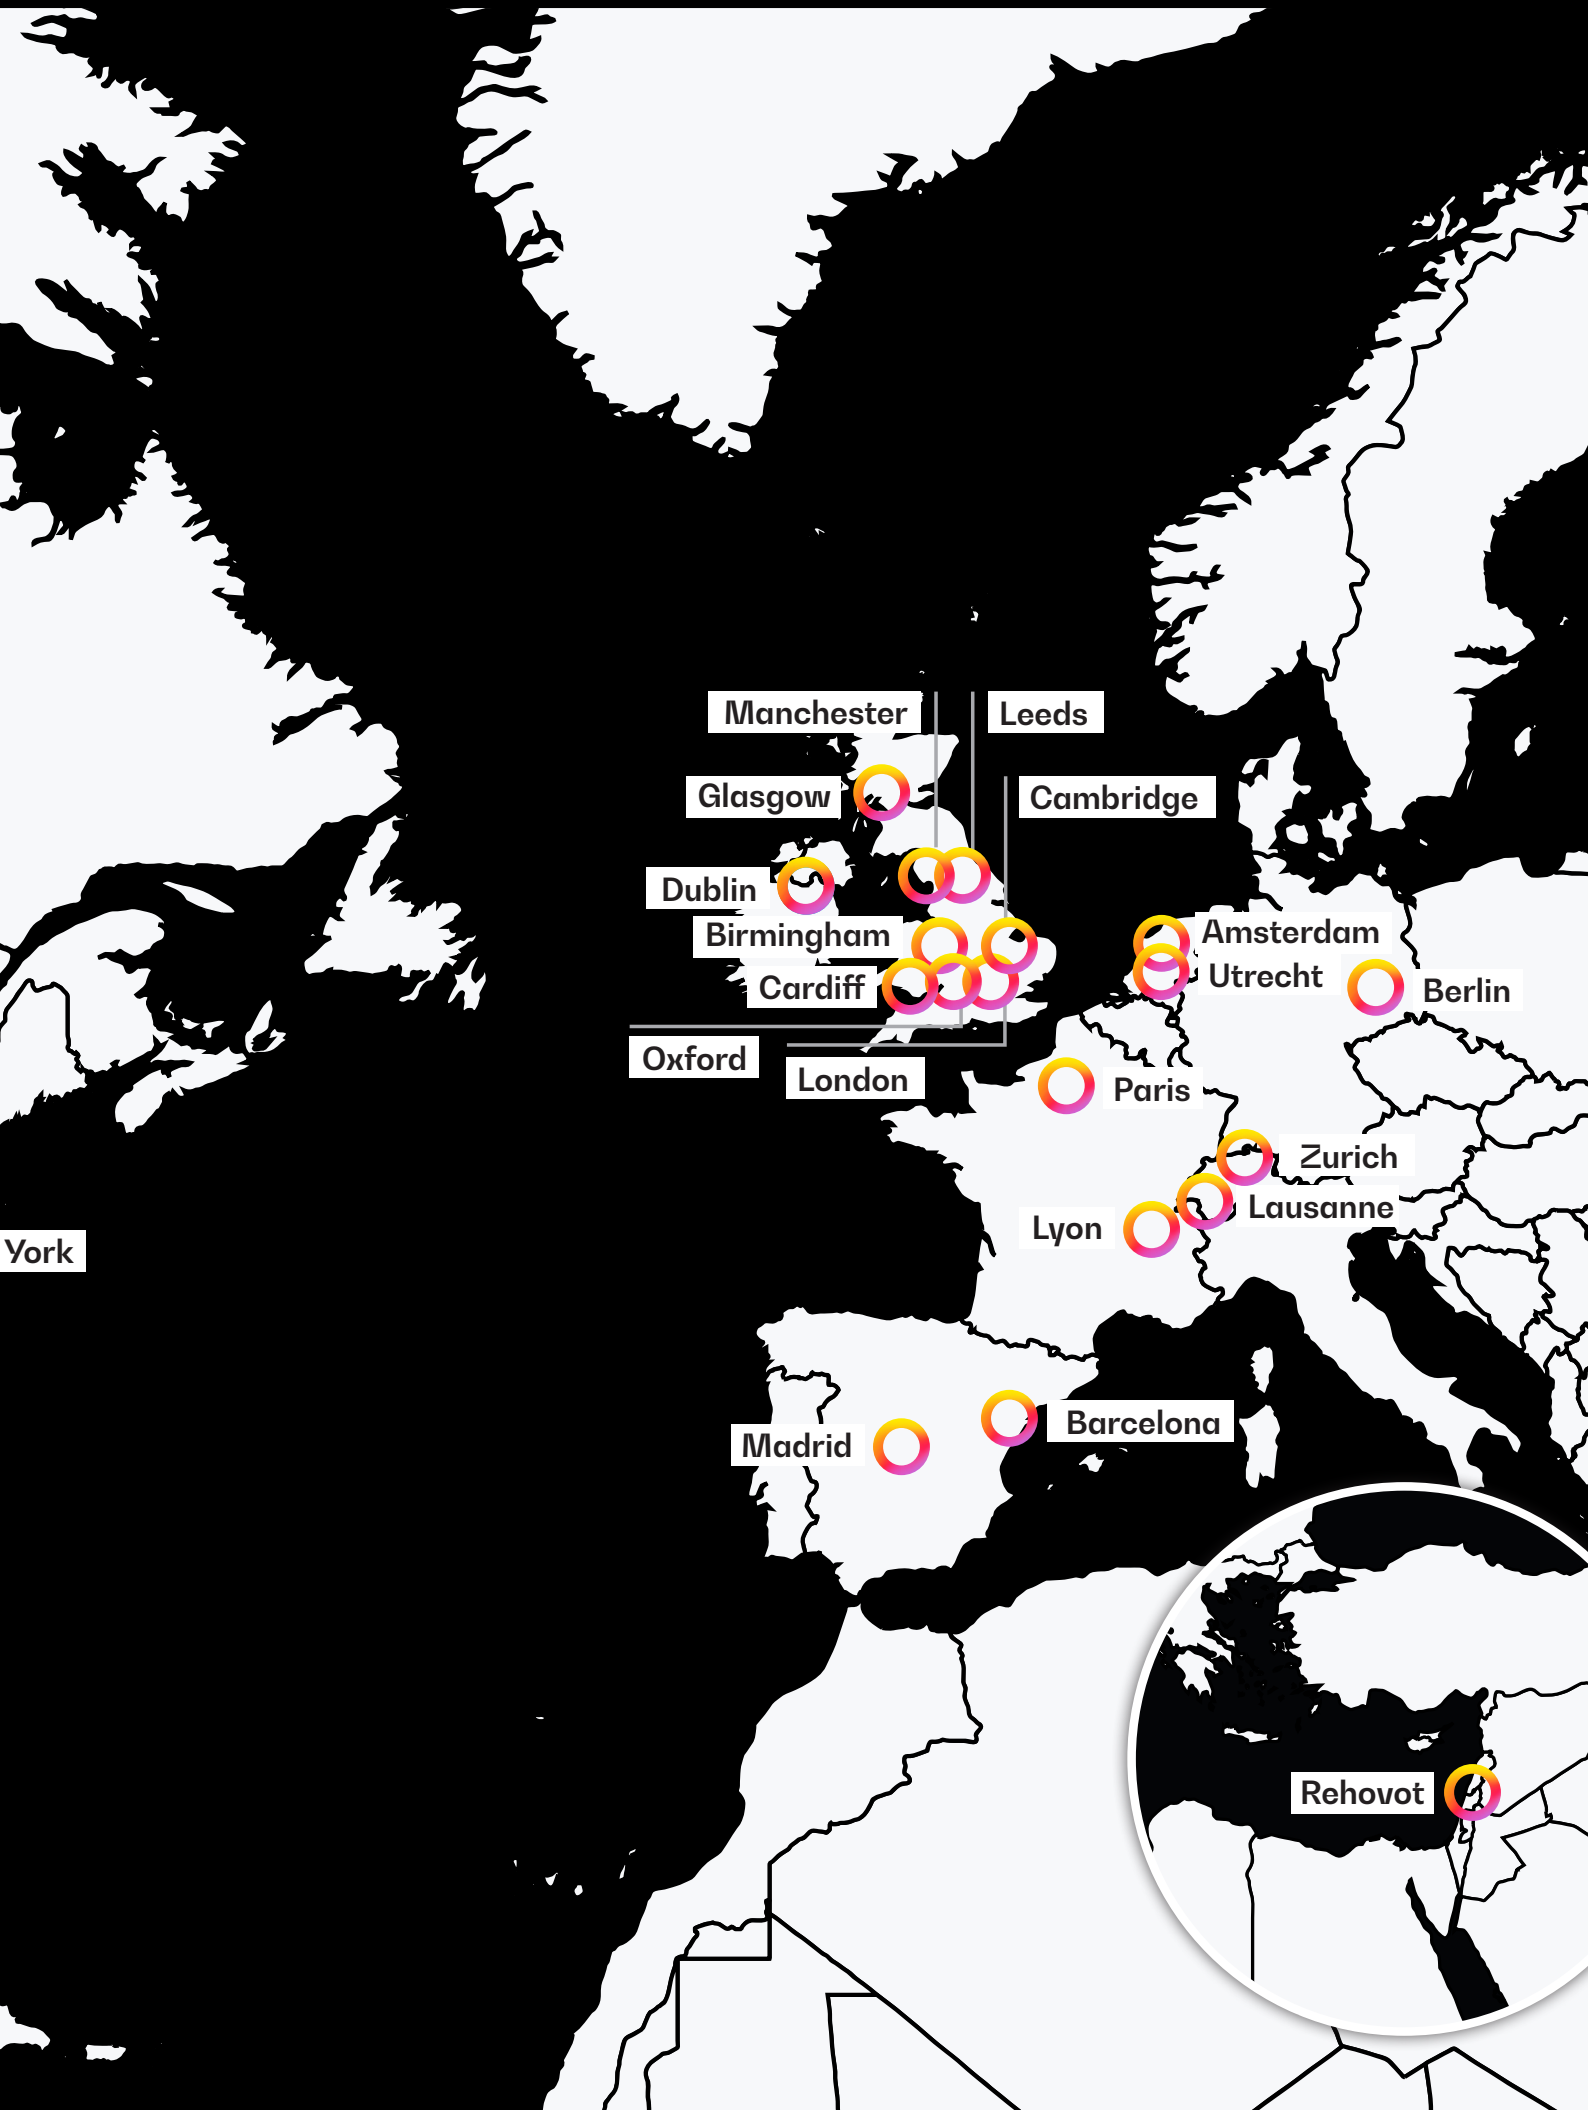 Manchester
Leeds
Glasgow
Cambridge
Dublin
Birmingham
Amsterdam
Utrecht
Cardiff
Berlin
Oxford
London
Paris
Zurich
Lausanne
Lyon
York
Barcelona
Madrid
Rehovot